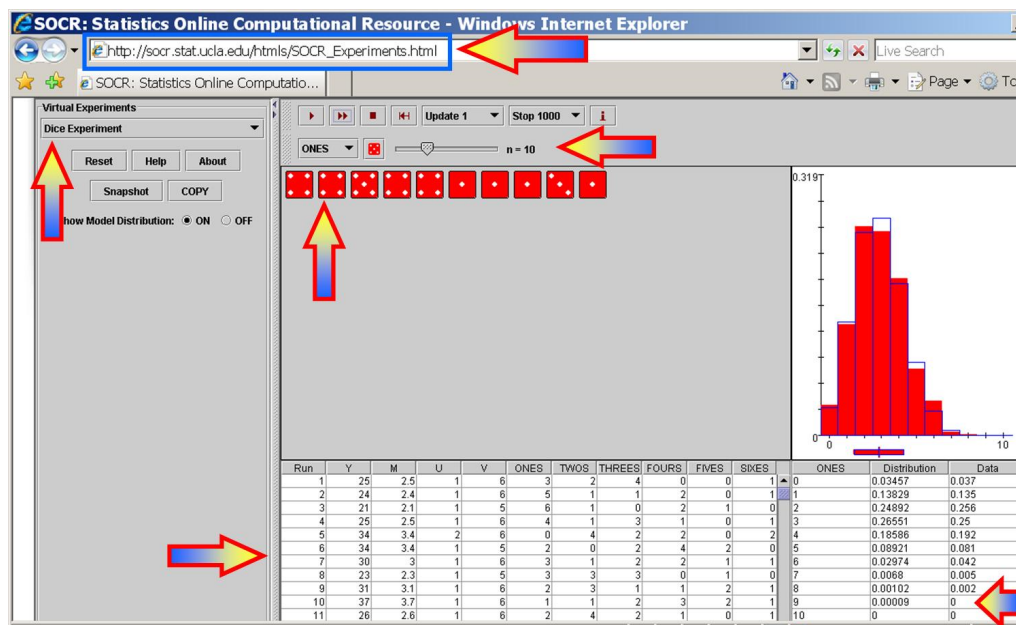 SOCR: Statistics Online Computational Resource - Windows Internet Explorer
http://socr.stat.ucla.edu/htmls/SOCR_Experiments.html
Live Search
SOCR: Statistics Online Computatio...
Page
Virtual Experiments
Dice Experiment
Reset Help About
Snapshot COPY
how Model Distribution: ON OFF
Update 1 Stop 1000 i
ONES n = 10
0.319
0 0 10
Run Y M U V ONES TWOS THREES FOURS FIVES SIXES
1 25 2.5 1 6 3 2 4 0 0 1
2 24 2.4 1 6 5 1 1 2 0 1
3 21 2.1 1 5 6 1 0 2 1 0
4 25 2.5 1 6 4 1 3 1 0 1
5 34 3.4 2 6 0 4 2 2 0 2
6 34 3.4 1 5 2 0 2 4 2 0
7 30 3 1 6 3 1 2 2 1 1
8 23 2.3 1 5 3 3 3 0 1 0
9 31 3.1 1 6 2 3 1 1 2 1
10 37 3.7 1 6 1 1 2 3 2 1
11 26 2.6 1 6 2 4 2 1 0 1
ONES Distribution Data
0 0.03457 0.037
1 0.13829 0.135
2 0.24892 0.256
3 0.26551 0.25
4 0.18586 0.192
5 0.08921 0.081
6 0.02974 0.042
7 0.0068 0.005
8 0.00102 0.002
9 0.00009 0
10 0 0